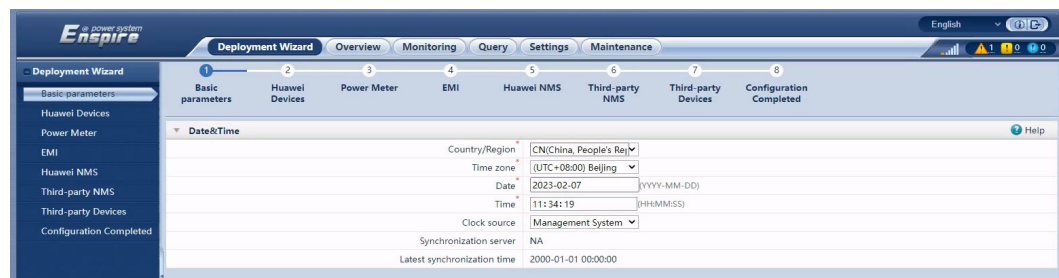 @ power system
Enspire
English
Deployment Wizard Overview Monitoring Query Settings Maintenance
1 0 0
Deployment Wizard
Basic parameters
Huawei Devices
Power Meter
EMI
Huawei NMS
Third-party NMS
Third-party Devices
Configuration Completed
1 2 3 4 5 6 7 8
Basic parameters
Huawei Devices
Power Meter
EMI
Huawei NMS
Third-party NMS
Third-party Devices
Configuration Completed
Date&Time
Help
Country/Region * CN(China, People's Rep
Time zone * (UTC+08:00) Beijing
Date * 2023-02-07 (YYYY-MM-DD)
Time * 11:34:19 (HH:MM:SS)
Clock source Management System
Synchronization server NA
Latest synchronization time 2000-01-01 00:00:00